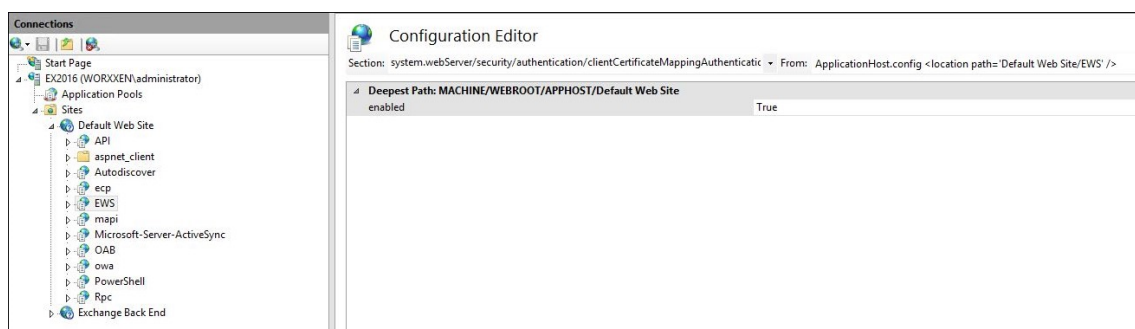 Connections
Start Page
EX2016 (WORXXEN\administrator)
Application Pools
Sites
Default Web Site
API
aspnet_client
Autodiscover
ecp
EWS
mapi
Microsoft-Server-ActiveSync
OAB
owa
PowerShell
Rpc
Exchange Back End
Configuration Editor
Section: system.webServer/security/authentication/clientCertificateMappingAuthenticatic From: ApplicationHost.config <location path='Default Web Site/EWS' />
Deepest Path: MACHINE/WEBROOT/APPHOST/Default Web Site
enabled True